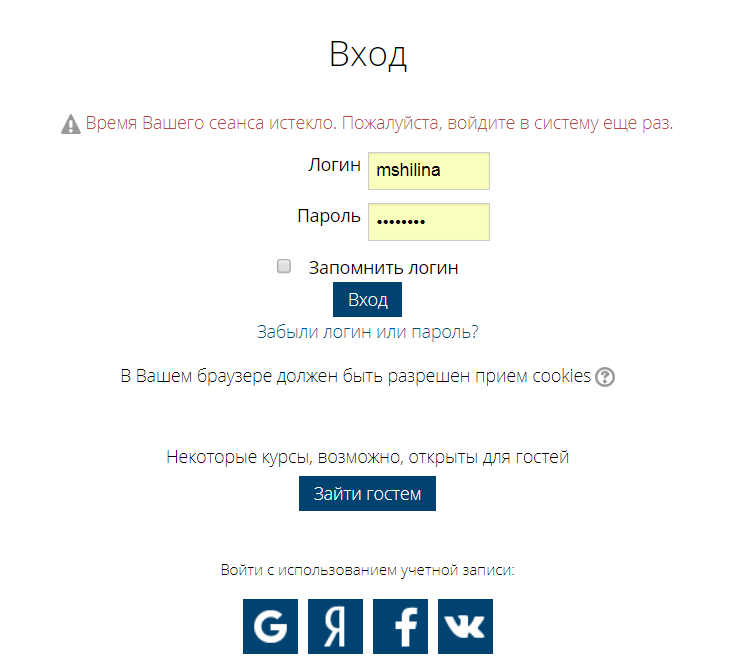 Вход
Время Вашего сеанса истекло. Пожалуйста, войдите в систему еще раз.
Логин mshilina
Пароль ••••••••
Запомнить логин
Вход
Забыли логин или пароль?
В Вашем браузере должен быть разрешен прием cookies ?
Некоторые курсы, возможно, открыты для гостей
Зайти гостем
Войти с использованием учетной записи:
G Я f